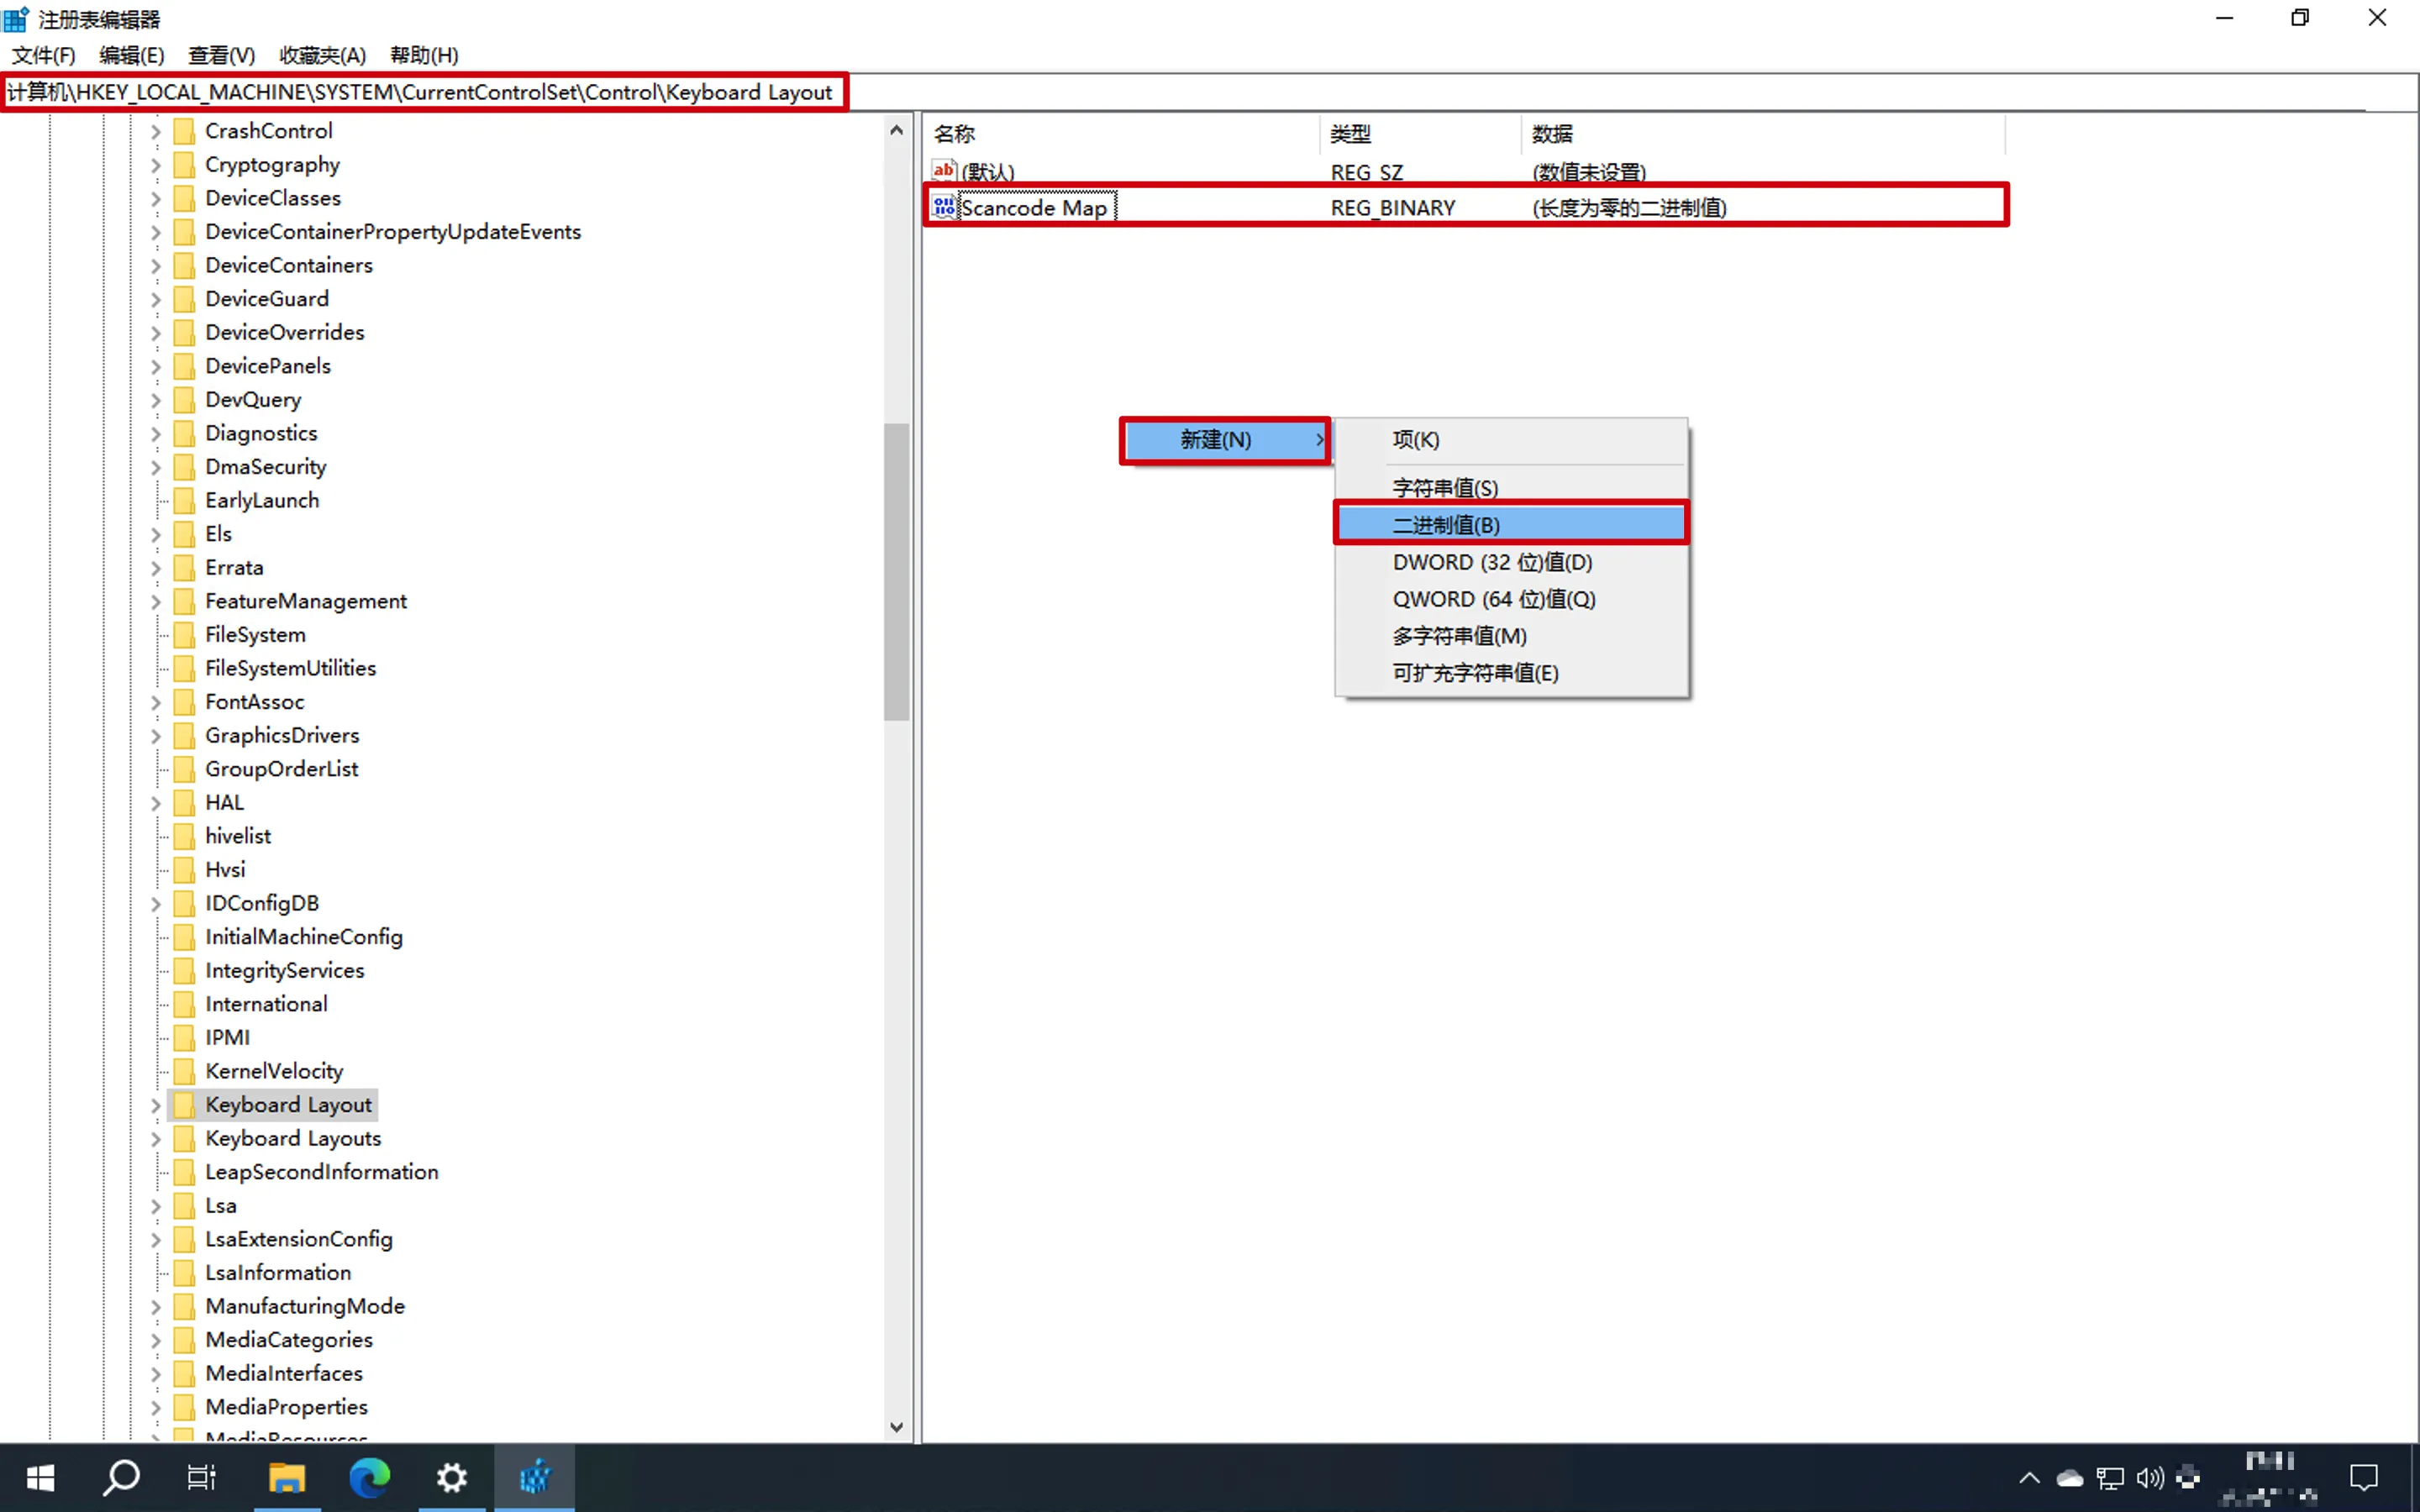 注册表编辑器
文件(F) 编辑(E) 查看(V) 收藏夹(A) 帮助(H)
计算机\HKEY_LOCAL_MACHINE\SYSTEM\CurrentControlSet\Control\Keyboard Layout
CrashControl
Cryptography
DeviceClasses
DeviceContainerPropertyUpdateEvents
DeviceContainers
DeviceGuard
DeviceOverrides
DevicePanels
DevQuery
Diagnostics
DmaSecurity
EarlyLaunch
Els
Errata
FeatureManagement
FileSystem
FileSystemUtilities
FontAssoc
GraphicsDrivers
GroupOrderList
HAL
hivelist
Hvsi
IDConfigDB
InitialMachineConfig
IntegrityServices
International
IPMI
KernelVelocity
Keyboard Layout
Keyboard Layouts
LeapSecondInformation
Lsa
LsaExtensionConfig
LsaInformation
ManufacturingMode
MediaCategories
MediaInterfaces
MediaProperties
MediaResources
名称 类型 数据
ab (默认) REG_SZ (数值未设置)
Scancode Map REG_BINARY (长度为零的二进制值)
新建(N)
项(K)
字符串值(S)
二进制值(B)
DWORD (32 位)值(D)
QWORD (64 位)值(Q)
多字符串值(M)
可扩充字符串值(E)